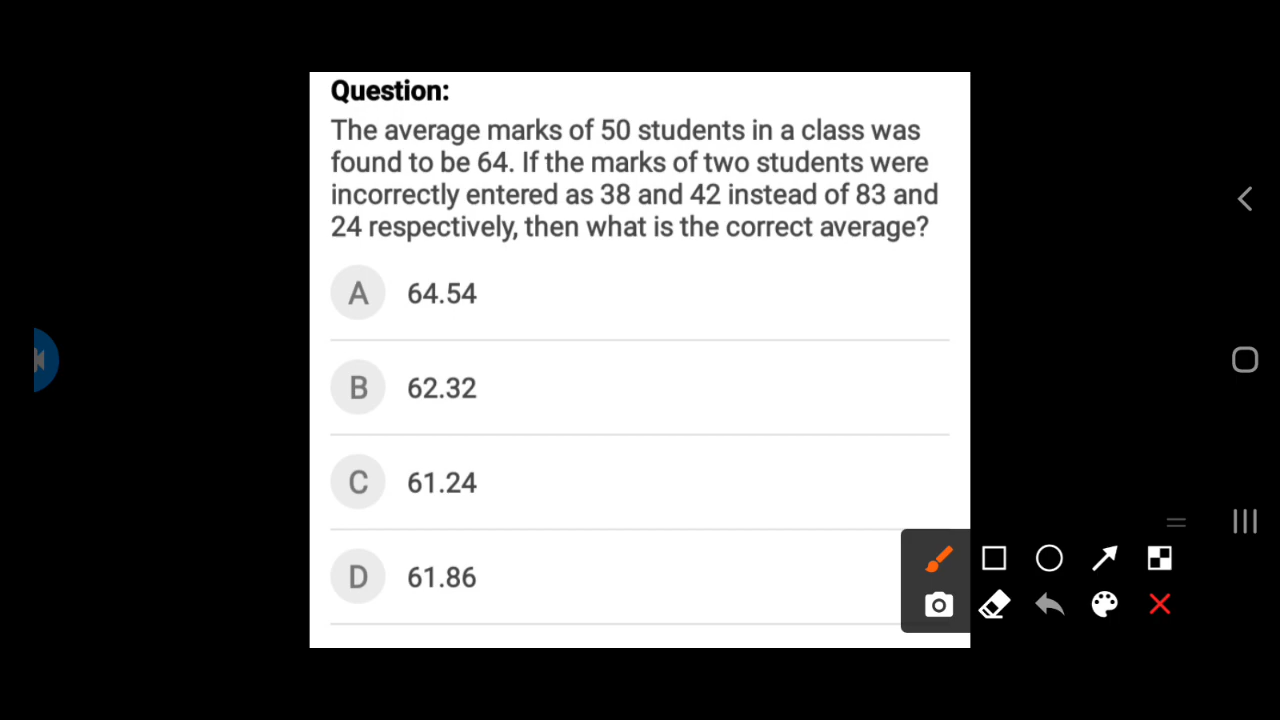 Question:
The average marks of 50 students in a class was
found to be 64. If the marks of two students were
incorrectly entered as 38 and 42 instead of 83 and
24 respectively, then what is the correct average?
A 64.54
B 62.32
C 61.24
D 61.86